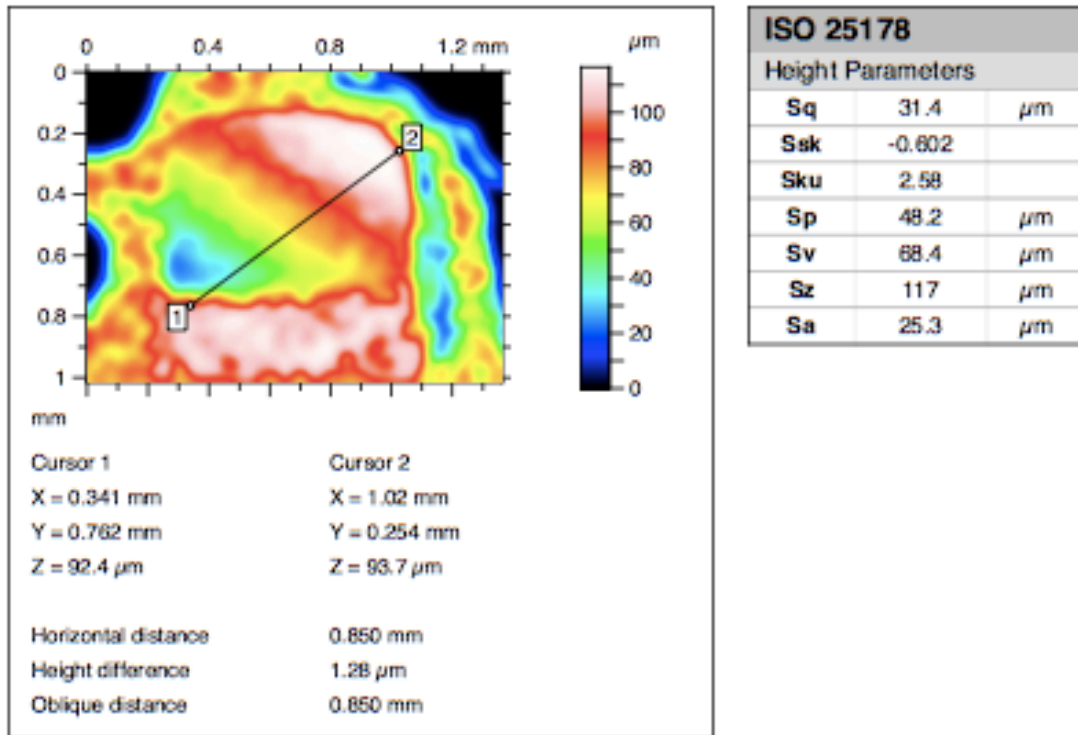 0 0.4 0.8 1.2 mm µm
0
0.2
0.4
0.6
0.8
1
mm
100
80
60
40
20
0
2
1
Cursor 1 Cursor 2
X = 0.341 mm X = 1.02 mm
Y = 0.762 mm Y = 0.254 mm
Z = 92.4 µm Z = 93.7 µm
Horizontal distance 0.850 mm
Height difference 1.28 µm
Oblique distance 0.850 mm
ISO 25178
Height Parameters
Sq 31.4 µm
Ssk -0.602
Sku 2.58
Sp 48.2 µm
Sv 68.4 µm
Sz 117 µm
Sa 25.3 µm